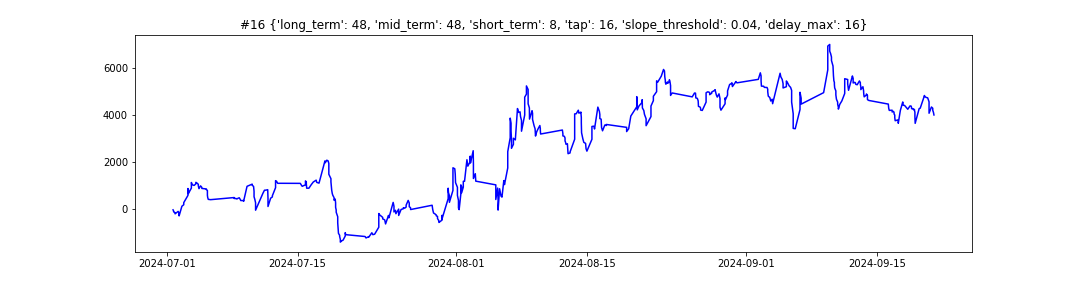 #16 {'long_term': 48, 'mid_term': 48, 'short_term': 8, 'tap': 16, 'slope_threshold': 0.04, 'delay_max': 16}
6000
4000
2000
0
2024-07-01 2024-07-15 2024-08-01 2024-08-15 2024-09-01 2024-09-15